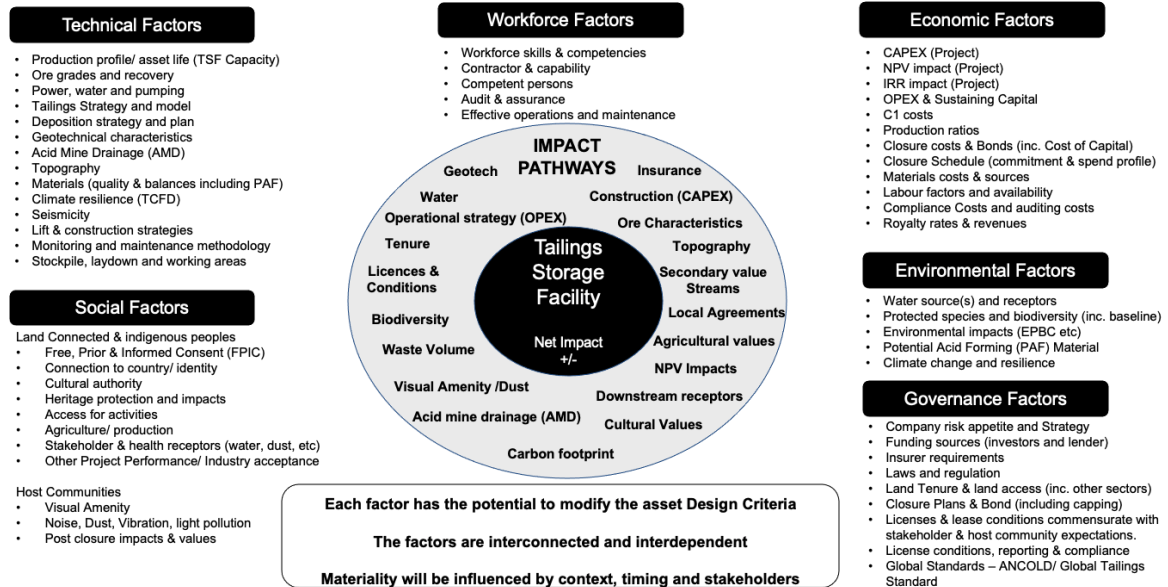 Technical Factors
• Production profile/ asset life (TSF Capacity)
• Ore grades and recovery
• Power, water and pumping
• Tailings Strategy and model
• Deposition strategy and plan
• Geotechnical characteristics
• Acid Mine Drainage (AMD)
• Topography
• Materials (quality & balances including PAF)
• Climate resilience (TCFD)
• Seismicity
• Lift & construction strategies
• Monitoring and maintenance methodology
• Stockpile, laydown and working areas
Social Factors
Land Connected & indigenous peoples
• Free, Prior & Informed Consent (FPIC)
• Connection to country/ identity
• Cultural authority
• Heritage protection and impacts
• Access for activities
• Agriculture/ production
• Stakeholder & health receptors (water, dust, etc)
• Other Project Performance/ Industry acceptance
Host Communities
• Visual Amenity
• Noise, Dust, Vibration, light pollution
• Post closure impacts & values
Workforce Factors
• Workforce skills & competencies
• Contractor & capability
• Competent persons
• Audit & assurance
• Effective operations and maintenance
IMPACT
PATHWAYS
Geotech
Water
Operational strategy (OPEX)
Tenure
Licences &
Conditions
Biodiversity
Waste Volume
Visual Amenity /Dust
Acid mine drainage (AMD)
Carbon footprint
Insurance
Construction (CAPEX)
Ore Characteristics
Topography
Secondary value
Streams
Local Agreements
Agricultural values
NPV Impacts
Downstream receptors
Cultural Values
Tailings
Storage
Facility
Net Impact
+/-
Each factor has the potential to modify the asset Design Criteria
The factors are interconnected and interdependent
Materiality will be influenced by context, timing and stakeholders
Economic Factors
• CAPEX (Project)
• NPV impact (Project)
• IRR impact (Project)
• OPEX & Sustaining Capital
• C1 costs
• Production ratios
• Closure costs & Bonds (inc. Cost of Capital)
• Closure Schedule (commitment & spend profile)
• Materials costs & sources
• Labour factors and availability
• Compliance Costs and auditing costs
• Royalty rates & revenues
Environmental Factors
• Water source(s) and receptors
• Protected species and biodiversity (inc. baseline)
• Environmental impacts (EPBC etc)
• Potential Acid Forming (PAF) Material
• Climate change and resilience
Governance Factors
• Company risk appetite and Strategy
• Funding sources (investors and lender)
• Insurer requirements
• Laws and regulation
• Land Tenure & land access (inc. other sectors)
• Closure Plans & Bond (including capping)
• Licenses & lease conditions commensurate with
stakeholder & host community expectations.
• License conditions, reporting & compliance
• Global Standards – ANCOLD/ Global Tailings
Standard